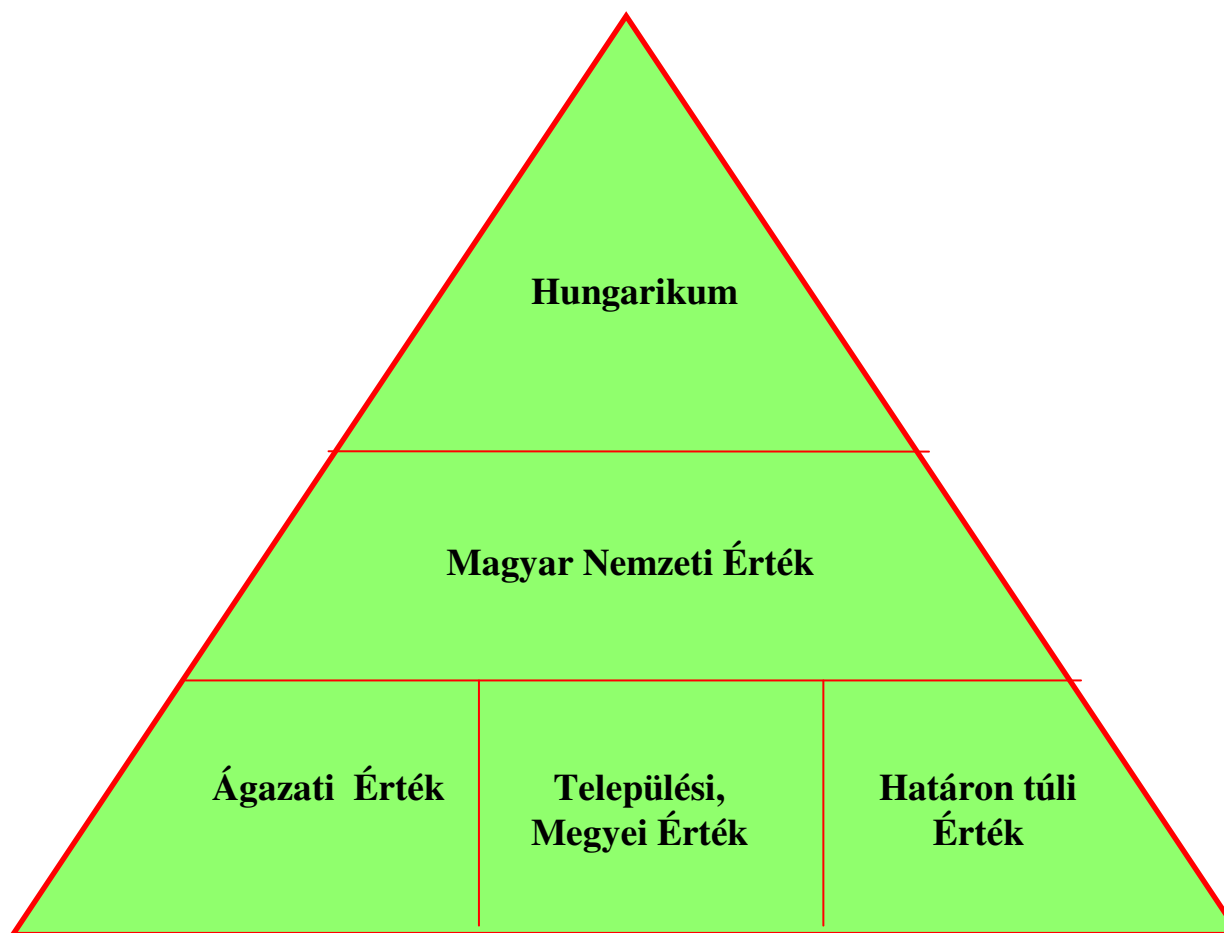 Hungarikum
Magyar Nemzeti Érték
Ágazati Érték
Települési,
Megyei Érték
Határon túli
Érték